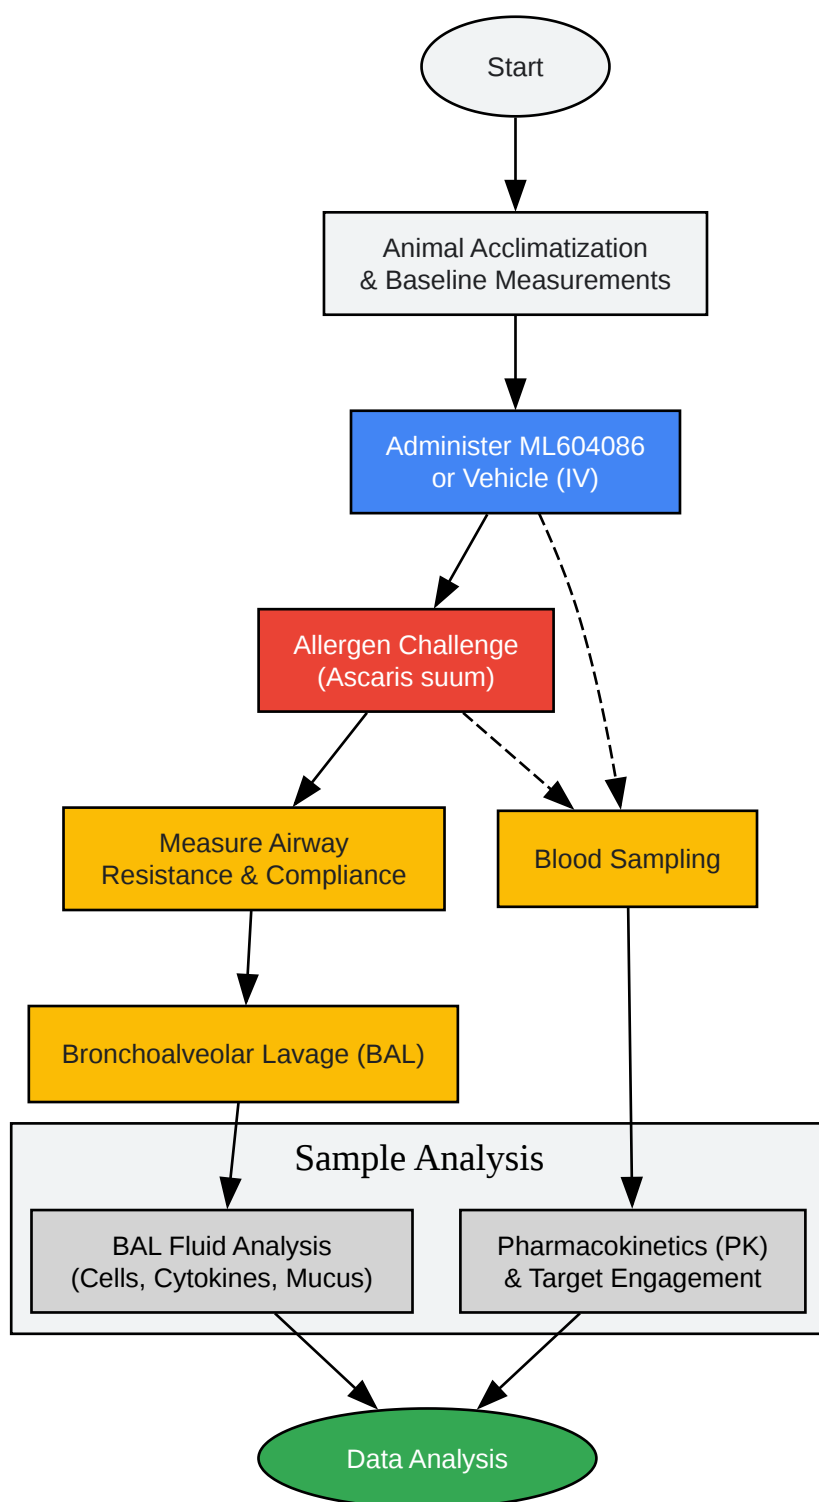 Start
Animal Acclimatization
& Baseline Measurements
Administer ML604086
or Vehicle (IV)
Allergen Challenge
(Ascaris suum)
Measure Airway
Resistance & Compliance
Blood Sampling
Bronchoalveolar Lavage (BAL)
Sample Analysis
BAL Fluid Analysis
(Cells, Cytokines, Mucus)
Pharmacokinetics (PK)
& Target Engagement
Data Analysis